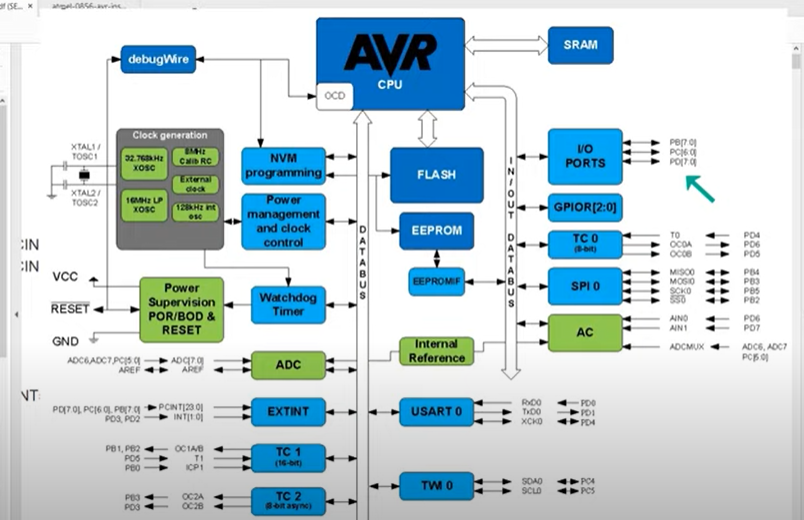 debugWire
AVR
CPU
OCD
SRAM
Clock generation
32.768kHz
XOSC
8MHz
Calib RC
External
clock
16MHz LP
XOSC
128kHz int
osc
XTAL1 /
TOSC1
XTAL2 /
TOSC2
NVM
programming
Power
management
and clock
control
FLASH
EEPROM
EEPROMIF
DATABUS
IN/OUT DATABUS
I/O
PORTS
PB[7:0]
PC[6:0]
PD[7:0]
GPIOR[2:0]
TC 0
(8-bit)
T0 PD4
OC0A PD6
OC0B PD5
SPI 0
MISO0 PB4
MOSI0 PB3
SCK0 PB5
SS0 PB2
AC
AIN0 PD6
AIN1 PD7
ADCMUX ADC6, ADC7
PC[5:0]
CIN
CIN
VCC
RESET
GND
Power
Supervision
POR/BOD &
RESET
Watchdog
Timer
Internal
Reference
ADC6,ADC7,PC[5:0] ADC[7:0]
AREF AREF
ADC
NT:
PD[7:0], PC[6:0], PB[7:0] PCINT[23:0]
PD3, PD2 INT[1:0]
EXTINT
USART 0
RxD0 PD0
TxD0 PD1
XCK0 PD4
PB1, PB2 OC1A/B
PD5 T1
PB0 ICP1
TC 1
(16-bit)
PB3 OC2A
PD3 OC2B
TC 2
(8-bit async)
TWI 0
SDA0 PC4
SCL0 PC5